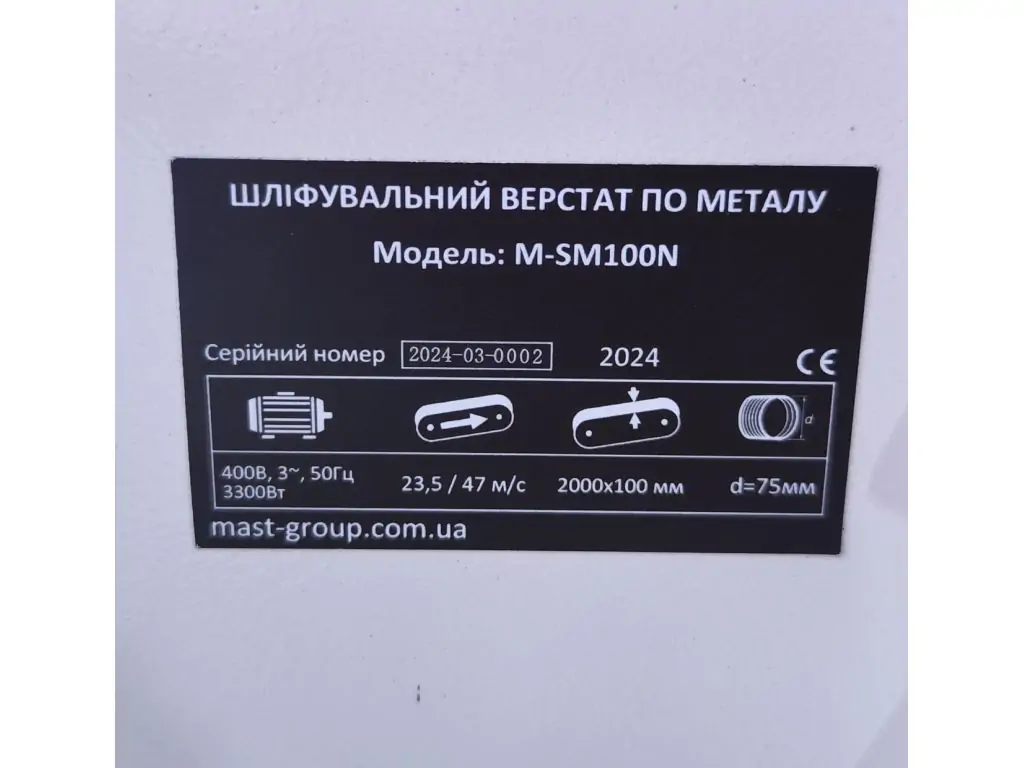 ШЛІФУВАЛЬНИЙ ВЕРСТАТ ПО МЕТАЛУ
Модель: M-SM100N
Серійний номер 2024-03-0002 2024 CE
d
400В, 3~, 50Гц
3300Вт
23,5 / 47 м/с
2000x100 мм
d=75мм
mast-group.com.ua